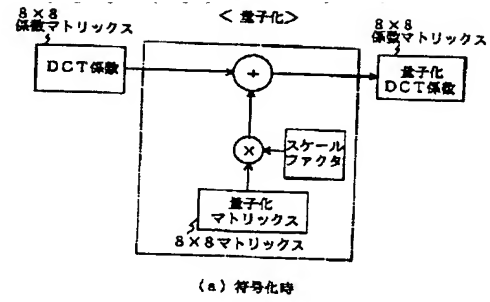 <量子化>
8×8
係数マトリックス
DCT係数
8×8
係数マトリックス
量子化
DCT係数
÷
×
スケール
ファクタ
量子化
マトリックス
8×8マトリックス
(a)符号化時